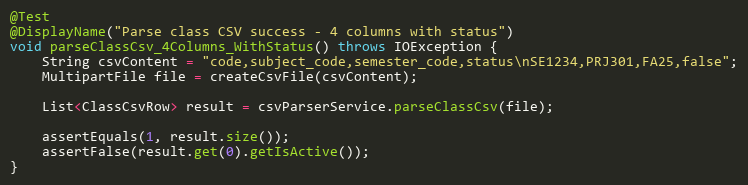 @Test
@DisplayName("Parse class CSV success - 4 columns with status")
void parseClassCsv_4Columns_WithStatus() throws IOException {
    String csvContent = "code,subject_code,semester_code,status\nSE1234,PRJ301,FA25,false";
    MultipartFile file = createCsvFile(csvContent);

    List<ClassCsvRow> result = csvParserService.parseClassCsv(file);

    assertEquals(1, result.size());
    assertFalse(result.get(0).getIsActive());
}